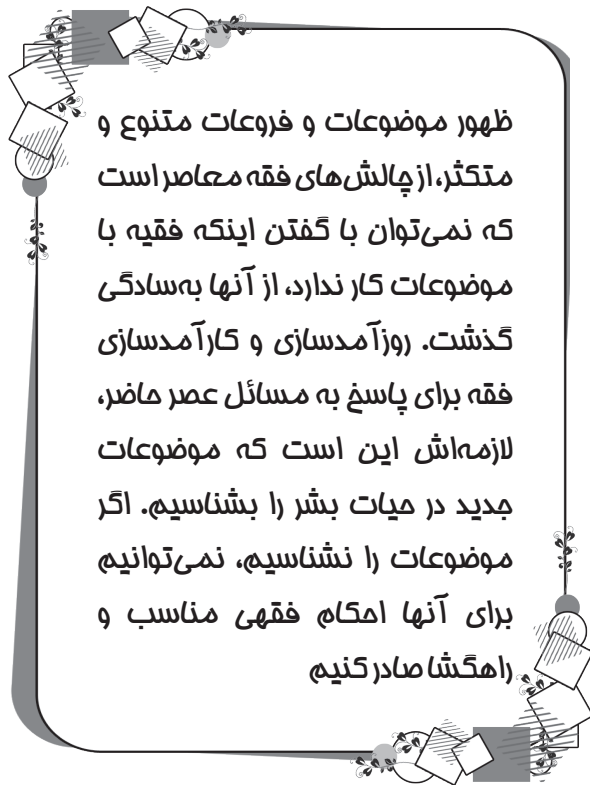 ظهور موضوعات و فروعات متنوع و
متکثر، از چالش‌های فقه معاصر است
که نمی‌توان با گفتن اینکه فقیه با
موضوعات کار ندارد، از آنها به‌سادگی
گذشت. روزآمدسازی و کارآمدسازی
فقه برای پاسخ به مسائل عصر حاضر،
لازمه‌اش این است که موضوعات
جدید در حیات بشر را بشناسیم. اگر
موضوعات را نشناسیم، نمی‌توانیم
برای آنها احکام فقهی مناسب و
راهگشا صادر کنیم